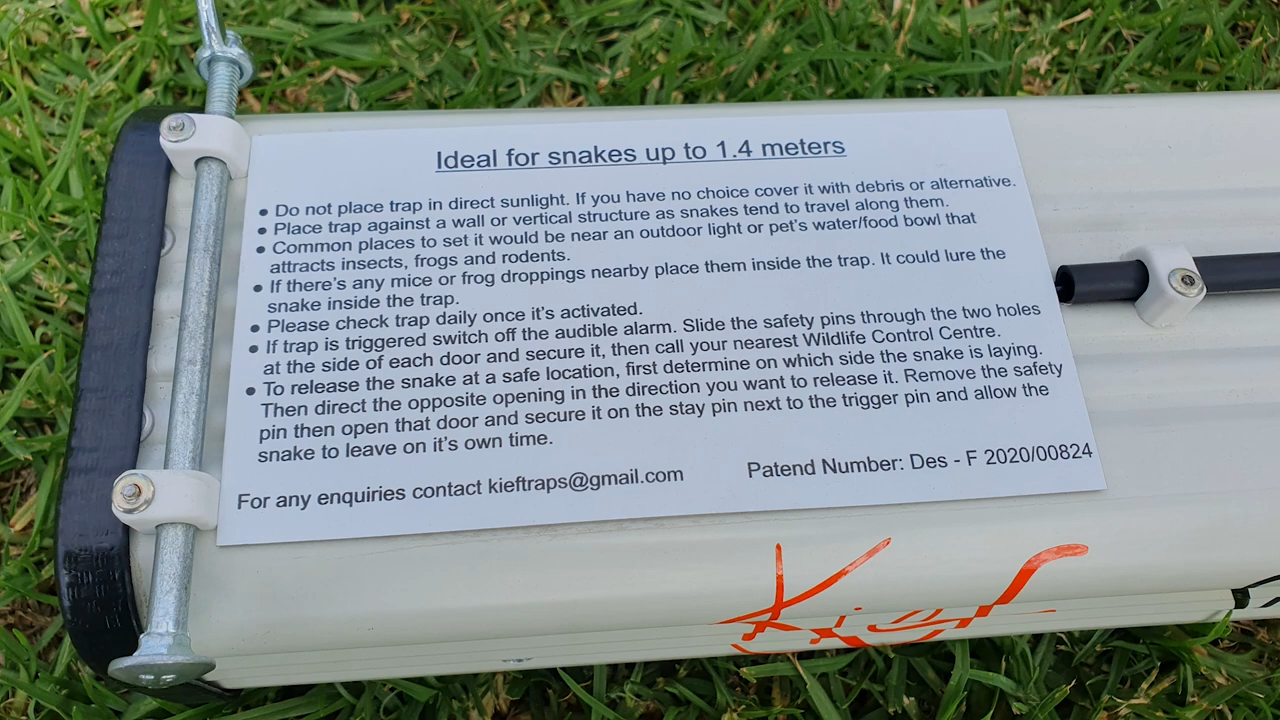 Ideal for snakes up to 1.4 meters
● Do not place trap in direct sunlight. If you have no choice cover it with debris or alternative.
● Place trap against a wall or vertical structure as snakes tend to travel along them.
● Common places to set it would be near an outdoor light or pet's water/food bowl that
attracts insects, frogs and rodents.
● If there's any mice or frog droppings nearby place them inside the trap. It could lure the
snake inside the trap.
● Please check trap daily once it's activated.
● If trap is triggered switch off the audible alarm. Slide the safety pins through the two holes
at the side of each door and secure it, then call your nearest Wildlife Control Centre.
● To release the snake at a safe location, first determine on which side the snake is laying.
Then direct the opposite opening in the direction you want to release it. Remove the safety
pin then open that door and secure it on the stay pin next to the trigger pin and allow the
snake to leave on it's own time.
For any enquiries contact kieftraps@gmail.com
Patend Number: Des - F 2020/00824
Kief